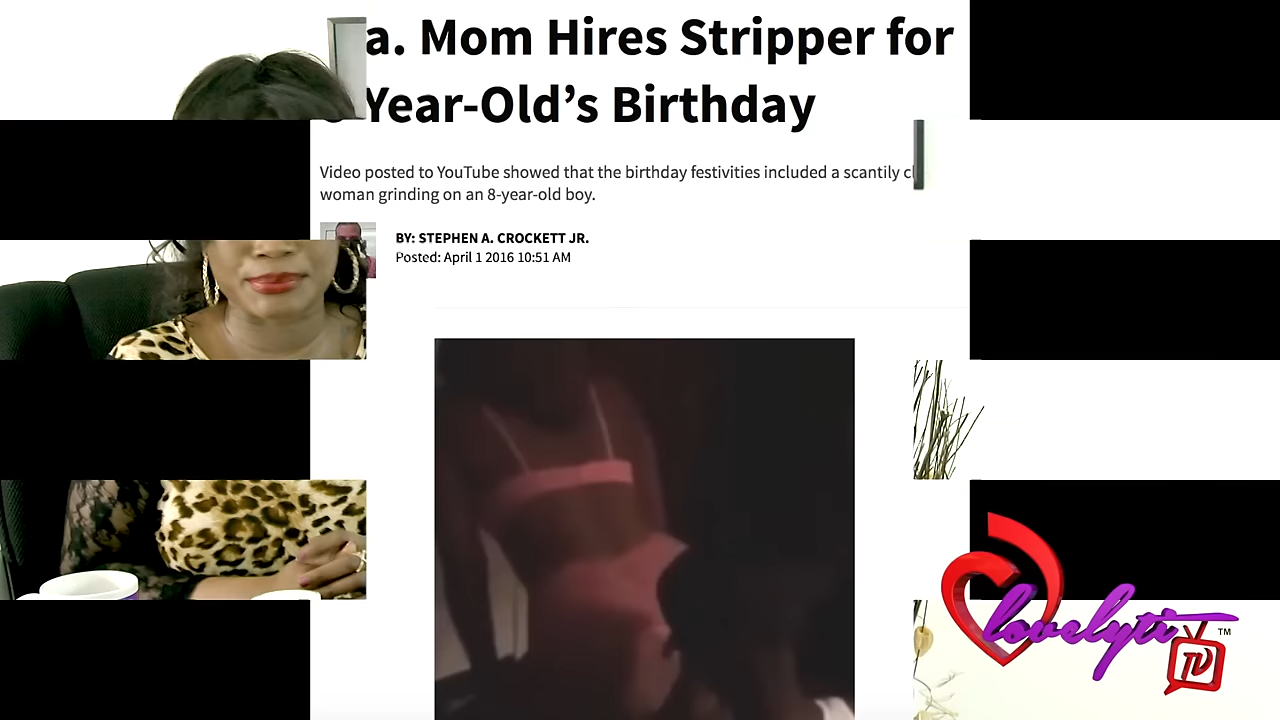 a. Mom Hires Stripper for
Year-Old’s Birthday
Video posted to YouTube showed that the birthday festivities included a scantily
woman grinding on an 8-year-old boy.
BY: STEPHEN A. CROCKETT JR.
Posted: April 1 2016 10:51 AM
lovelyti
TM
TV